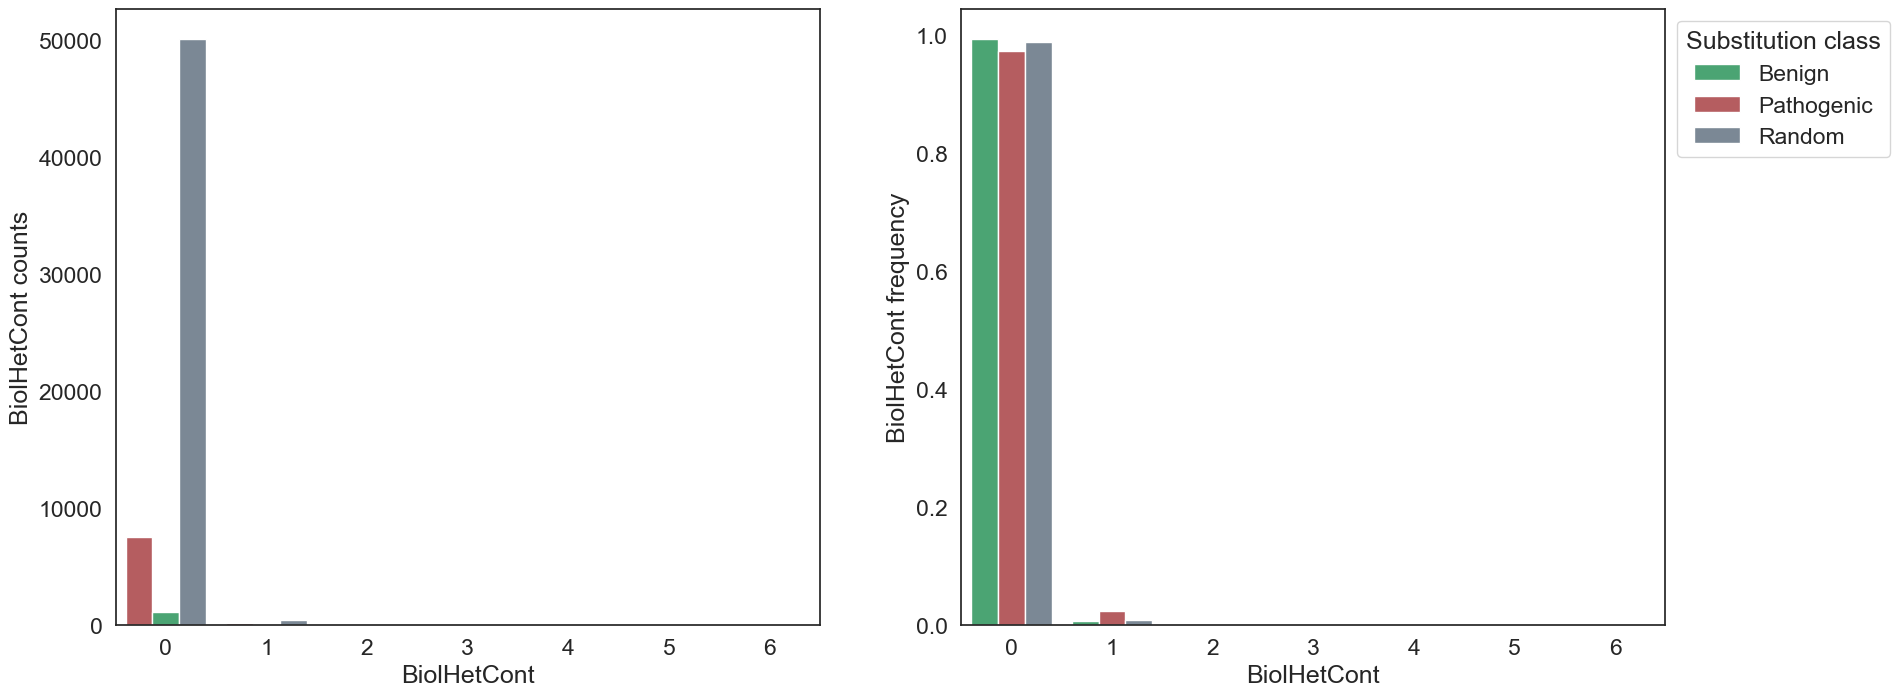 BiolHetCont counts
50000
40000
30000
20000
10000
0
0 1 2 3 4 5 6
BiolHetCont
BiolHetCont frequency
1.0
0.8
0.6
0.4
0.2
0.0
0 1 2 3 4 5 6
BiolHetCont
Substitution class
Benign
Pathogenic
Random